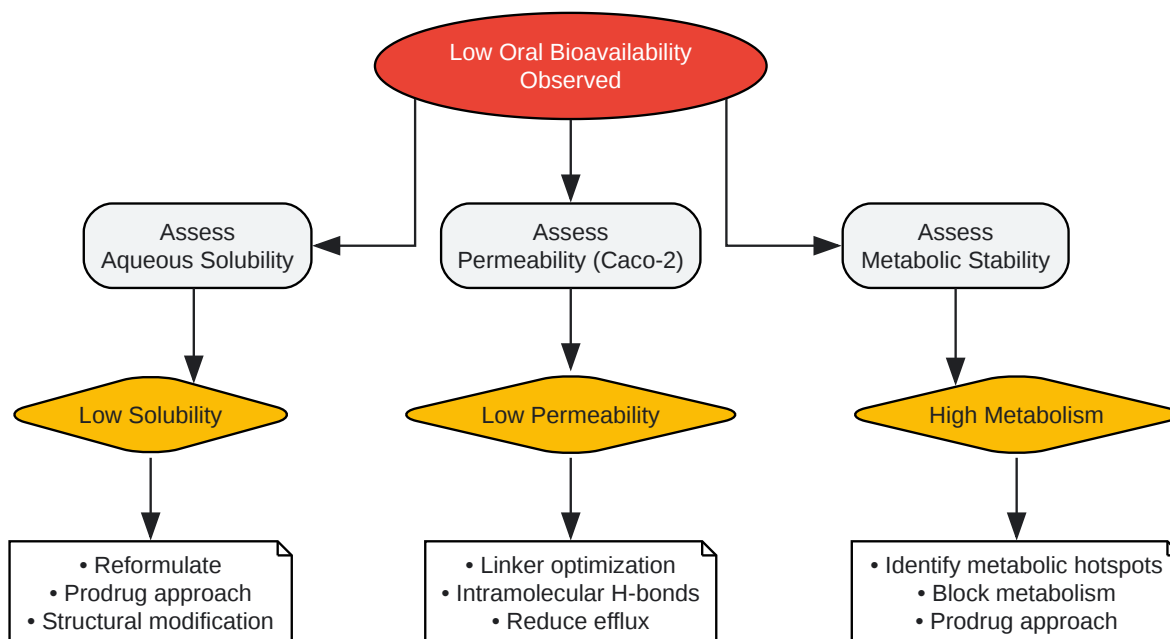 Low Oral Bioavailability
Observed
Assess
Aqueous Solubility
Assess
Permeability (Caco-2)
Assess
Metabolic Stability
Low Solubility
Low Permeability
High Metabolism
• Reformulate
• Prodrug approach
• Structural modification
• Linker optimization
• Intramolecular H-bonds
• Reduce efflux
• Identify metabolic hotspots
• Block metabolism
• Prodrug approach